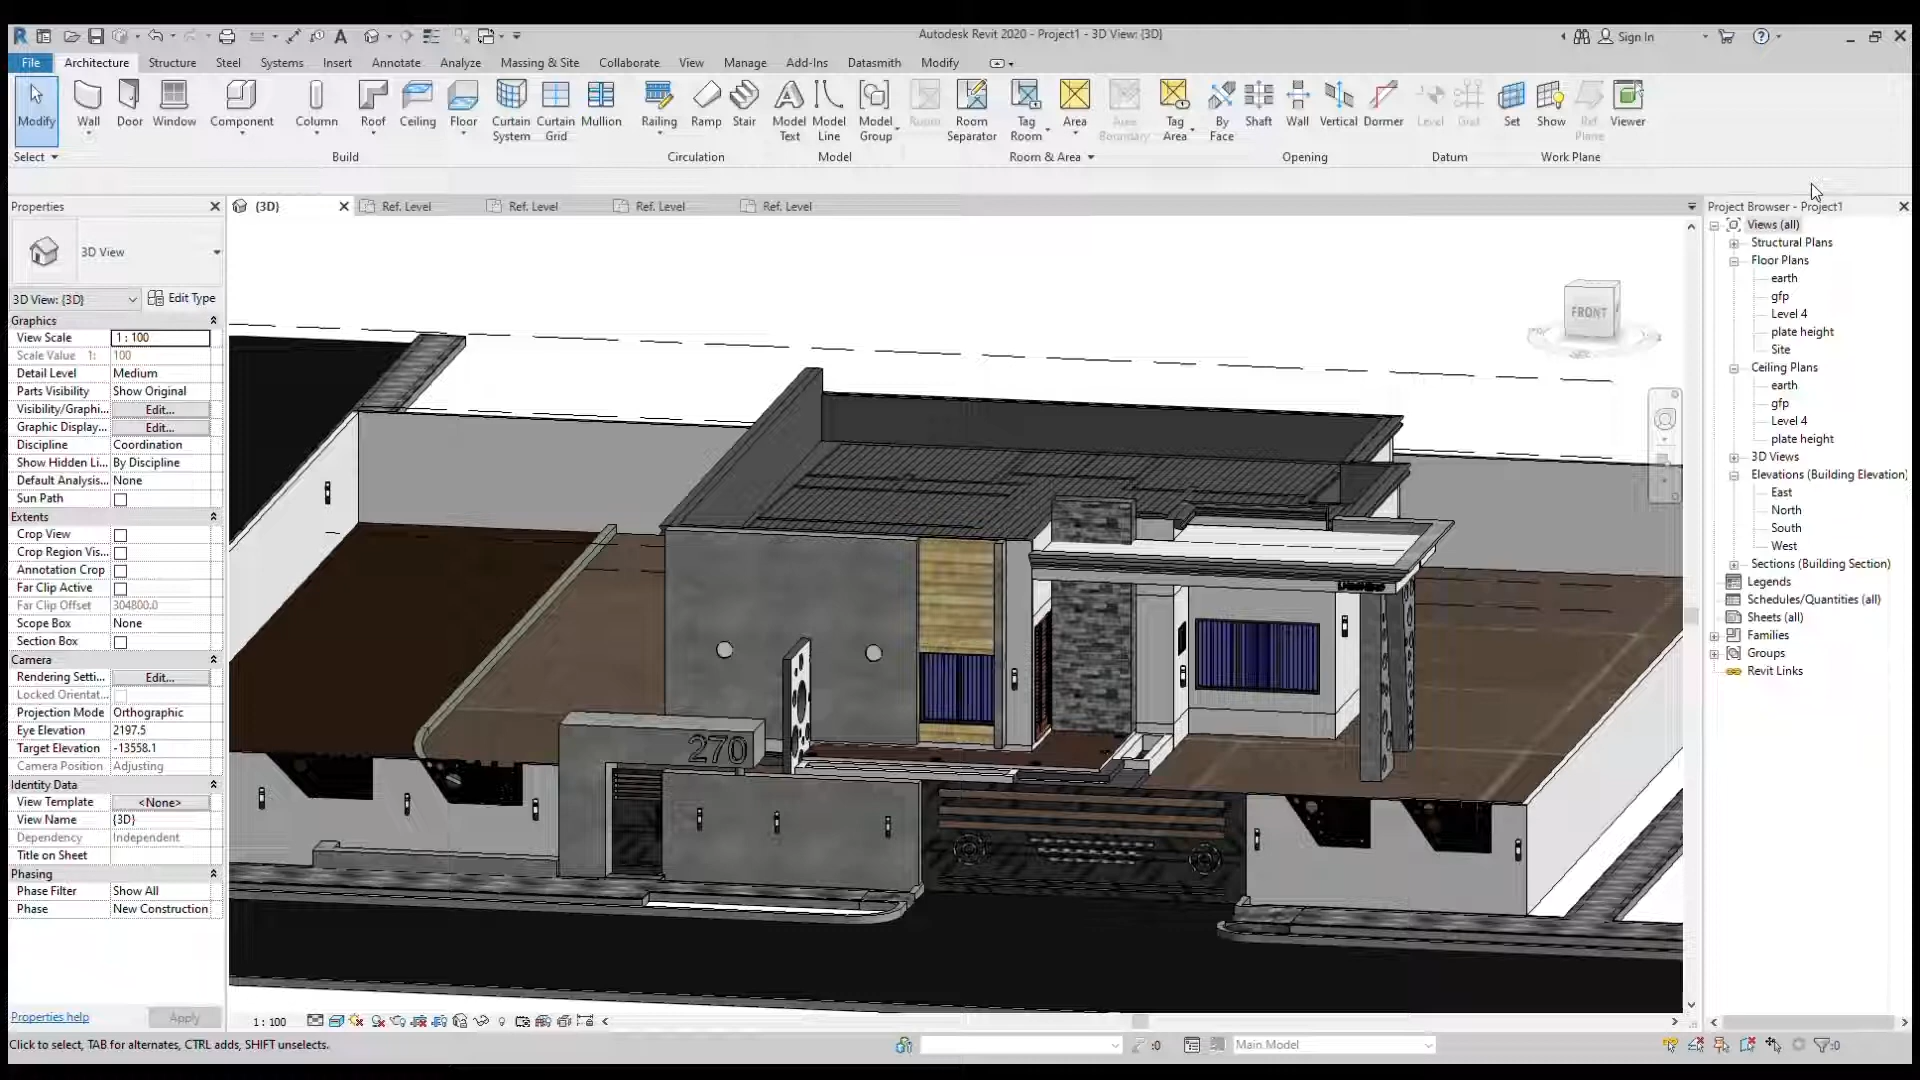 Autodesk Revit 2020 - Project1 - 3D View: {3D}
Sign In
File Architecture Structure Steel Systems Insert Annotate Analyze Massing & Site Collaborate View Manage Add-Ins Datasmith Modify
Modify Wall Door Window Component Column Roof Ceiling Floor Curtain System Curtain Grid Mullion Railing Ramp Stair Model Text Model Line Model Group Room Room Separator Tag Room Area Area Boundary Tag Area By Face Shaft Wall Vertical Dormer Level Grid Set Show Ref Plane Viewer
Select Build Circulation Model Room & Area Opening Datum Work Plane
Properties
{3D} Ref. Level Ref. Level Ref. Level Ref. Level
3D View
3D View: {3D} Edit Type
Graphics
View Scale 1 : 100
Scale Value 1: 100
Detail Level Medium
Parts Visibility Show Original
Visibility/Graphi... Edit...
Graphic Display... Edit...
Discipline Coordination
Show Hidden Li... By Discipline
Default Analysis... None
Sun Path
Extents
Crop View
Crop Region Vis...
Annotation Crop
Far Clip Active
Far Clip Offset 304800.0
Scope Box None
Section Box
Camera
Rendering Setti... Edit...
Locked Orientat...
Projection Mode Orthographic
Eye Elevation 2197.5
Target Elevation -13558.1
Camera Position Adjusting
Identity Data
View Template <None>
View Name {3D}
Dependency Independent
Title on Sheet
Phasing
Phase Filter Show All
Phase New Construction
Properties help Apply
FRONT
270
Project Browser - Project1
Views (all)
Structural Plans
Floor Plans
earth
gfp
Level 4
plate height
Site
Ceiling Plans
earth
gfp
Level 4
plate height
3D Views
Elevations (Building Elevation)
East
North
South
West
Sections (Building Section)
Legends
Schedules/Quantities (all)
Sheets (all)
Families
Groups
Revit Links
1 : 100
Click to select, TAB for alternates, CTRL adds, SHIFT unselects.
:0
Main Model
:0